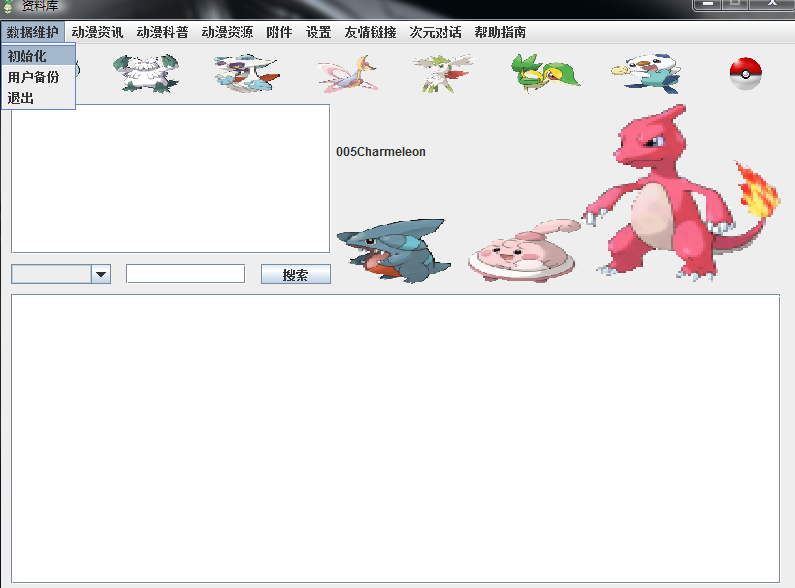 资料库
数据维护 动漫资讯 动漫科普 动漫资源 附件 设置 友情链接 次元对话 帮助指南
初始化
用户备份
退出
005Charmeleon
搜索